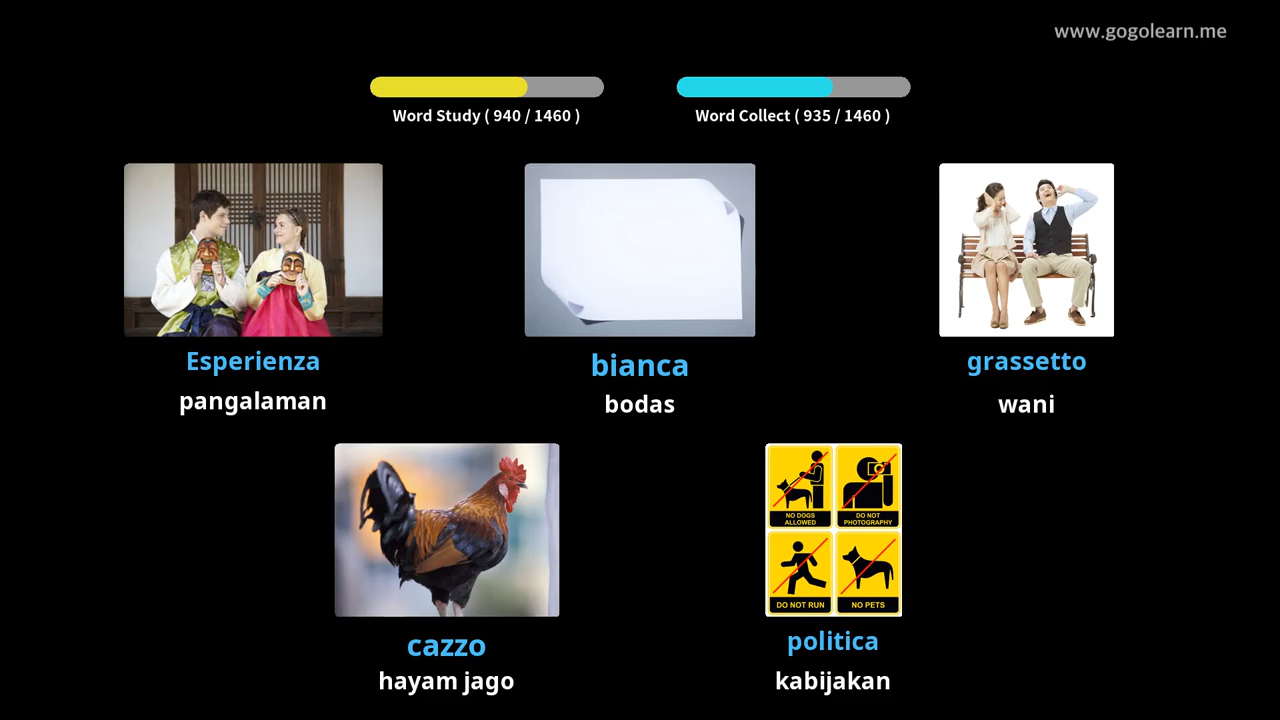 www.gogolearn.me
Word Study ( 940 / 1460 )
Word Collect ( 935 / 1460 )
Esperienza
pangalaman
bianca
bodas
grassetto
wani
cazzo
hayam jago
NO DOGS
ALLOWED
DO NOT
PHOTOGRAPHY
DO NOT RUN
NO PETS
politica
kabijakan